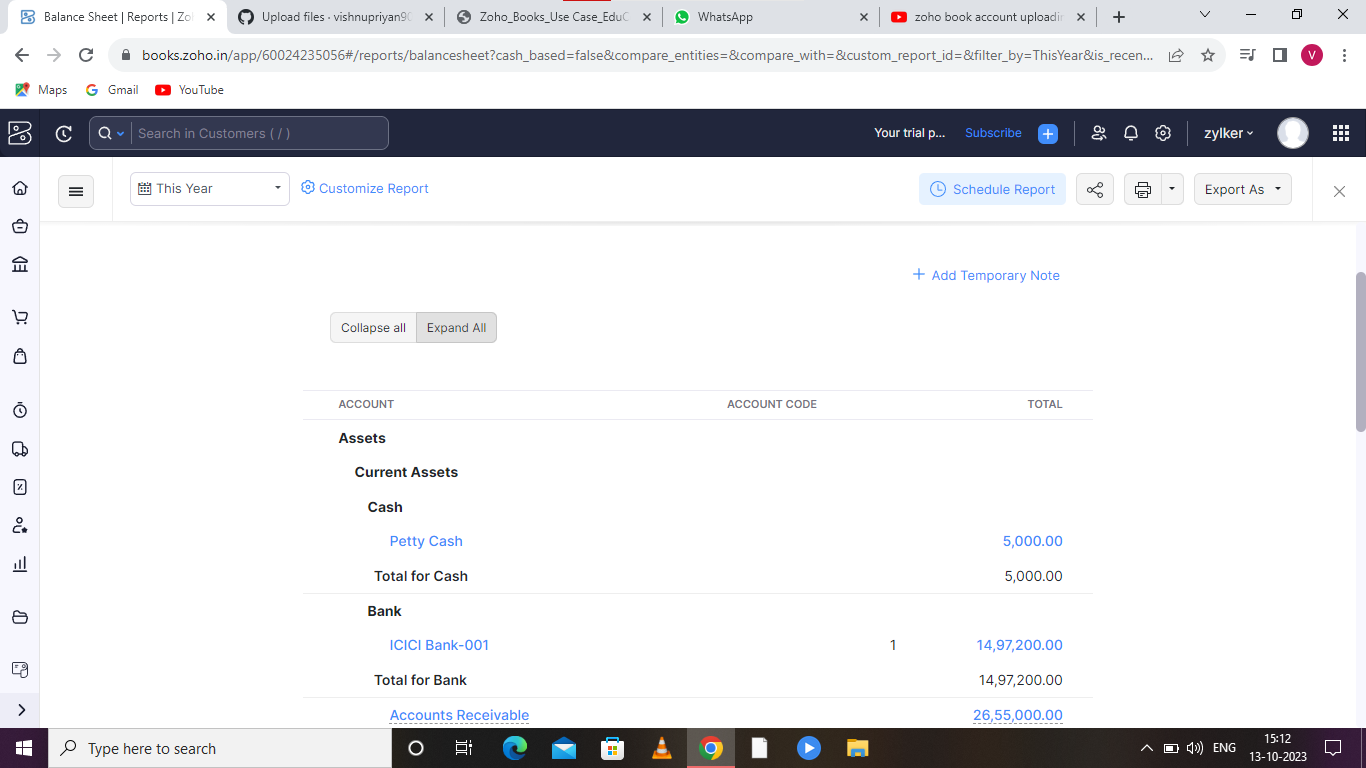 Balance Sheet | Reports | Zo
Upload files · vishnupriyan90
Zoho_Books_Use Case_EduC
WhatsApp
zoho book account uploadin
books.zoho.in/app/60024235056#/reports/balancesheet?cash_based=false&compare_entities=&compare_with=&custom_report_id=&filter_by=ThisYear&is_recen...
V
Maps
Gmail
YouTube
Search in Customers ( / )
Your trial p...
Subscribe
zylker
This Year
Customize Report
Schedule Report
Export As
Add Temporary Note
Collapse all
Expand All
ACCOUNT ACCOUNT CODE TOTAL
Assets
Current Assets
Cash
Petty Cash 5,000.00
Total for Cash 5,000.00
Bank
ICICI Bank-001 1 14,97,200.00
Total for Bank 14,97,200.00
Accounts Receivable 26,55,000.00
Type here to search
ENG
15:12
13-10-2023